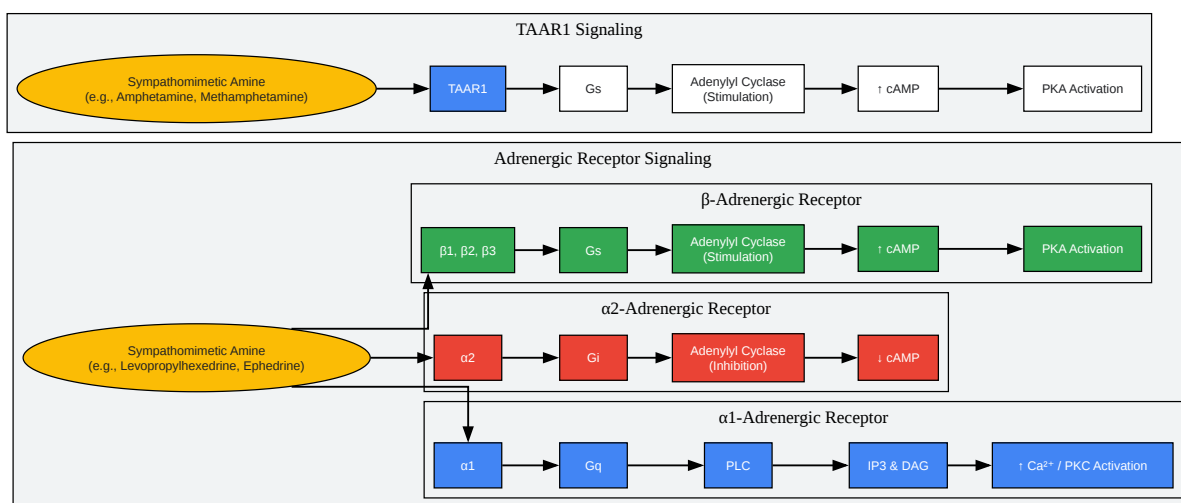 TAAR1 Signaling
Sympathomimetic Amine
(e.g., Amphetamine, Methamphetamine)
TAAR1
Gs
Adenylyl Cyclase
(Stimulation)
↑ cAMP
PKA Activation
Adrenergic Receptor Signaling
β-Adrenergic Receptor
β1, β2, β3
Gs
Adenylyl Cyclase
(Stimulation)
↑ cAMP
PKA Activation
Sympathomimetic Amine
(e.g., Levopropylhexedrine, Ephedrine)
α2-Adrenergic Receptor
α2
Gi
Adenylyl Cyclase
(Inhibition)
↓ cAMP
α1-Adrenergic Receptor
α1
Gq
PLC
IP3 & DAG
↑ Ca²⁺ / PKC Activation